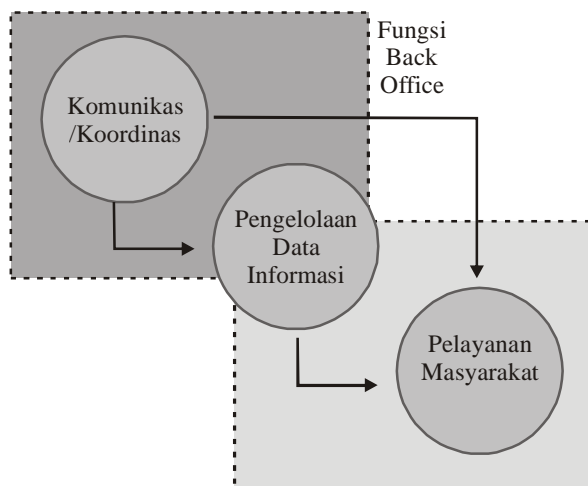 Fungsi
Back
Office
Komunikas
/Koordinas
Pengelolaan
Data
Informasi
Pelayanan
Masyarakat